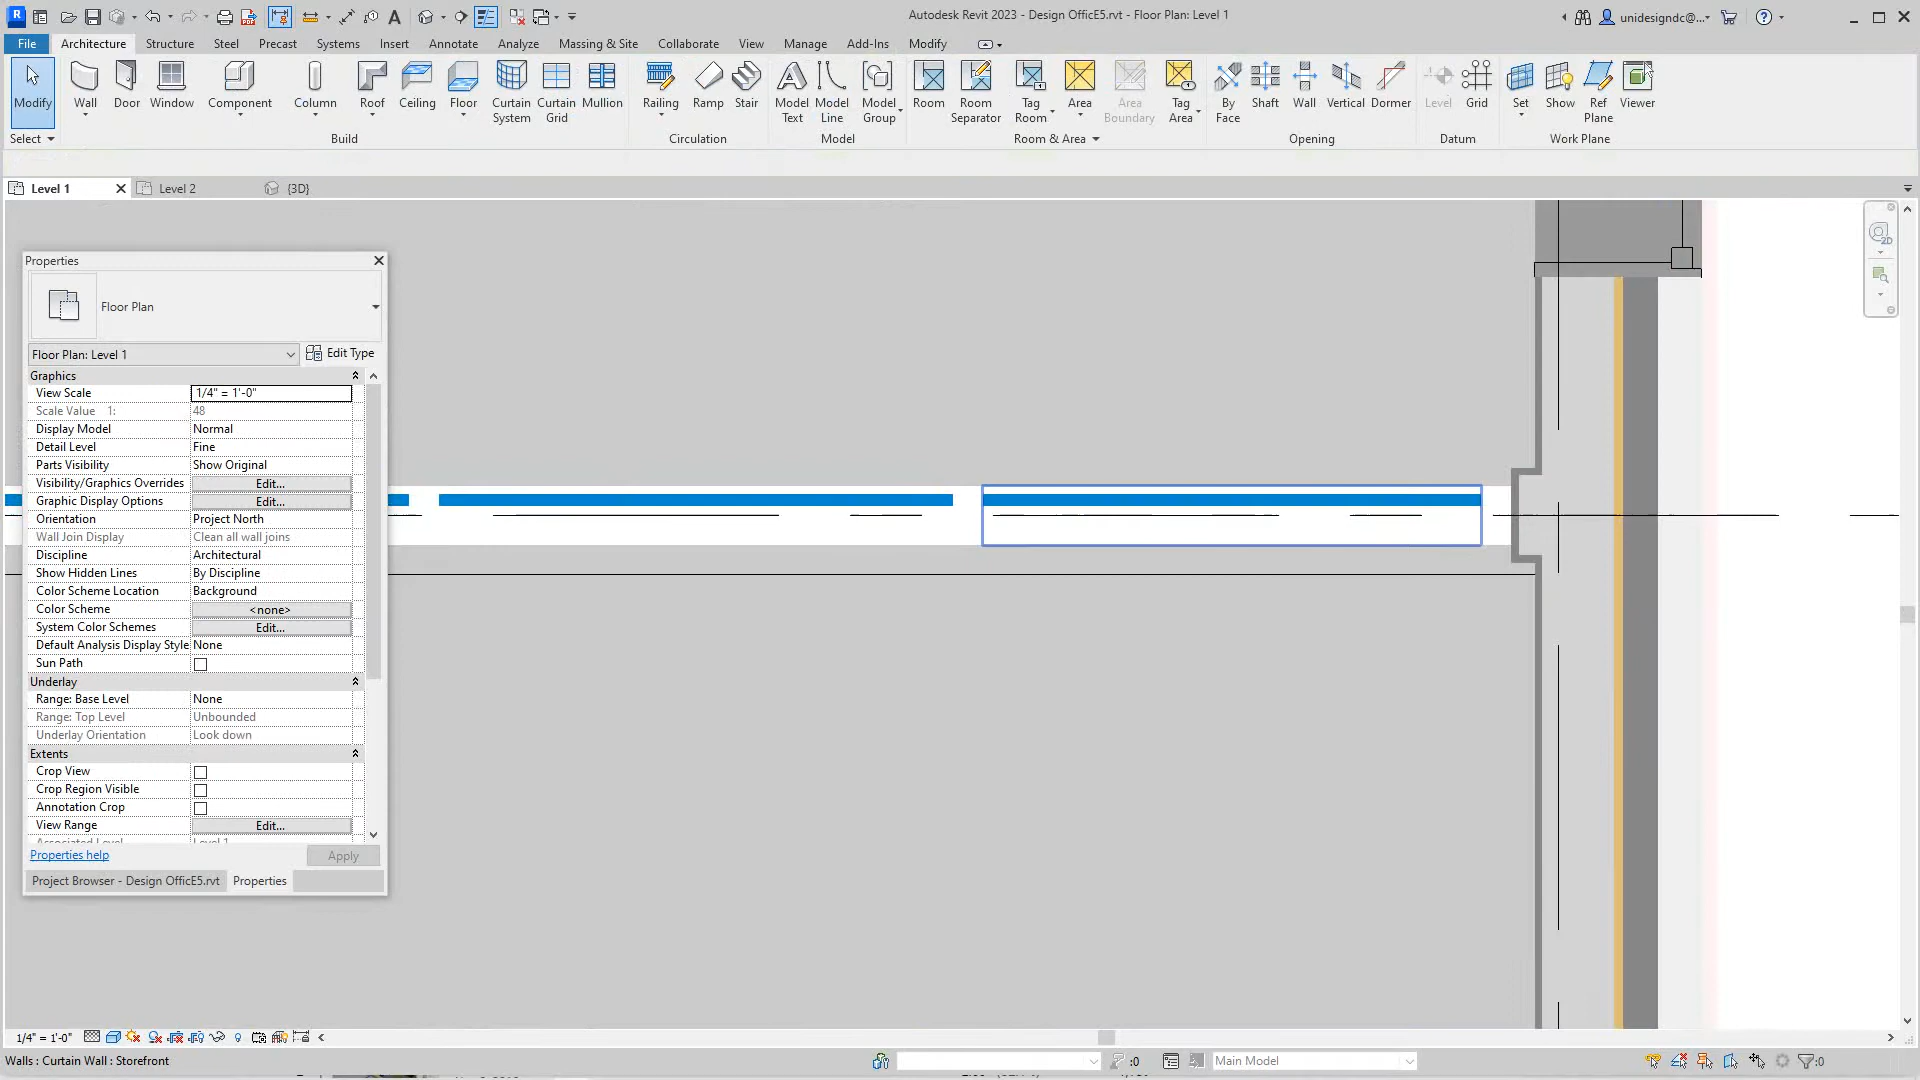 Autodesk Revit 2023 - Design OfficE5.rvt - Floor Plan: Level 1
unidesigndc@...
File Architecture Structure Steel Precast Systems Insert Annotate Analyze Massing & Site Collaborate View Manage Add-Ins Modify
Modify Wall Door Window Component Column Roof Ceiling Floor Curtain System Curtain Grid Mullion Railing Ramp Stair Model Text Model Line Model Group Room Room Separator Tag Room Area Area Boundary Tag Area By Face Shaft Wall Vertical Dormer Level Grid Set Show Ref Plane Viewer
Select Build Circulation Model Room & Area Opening Datum Work Plane
Level 1 Level 2 {3D}
2D
Properties
Floor Plan
Floor Plan: Level 1 Edit Type
Graphics
View Scale 1/4" = 1'-0"
Scale Value 1: 48
Display Model Normal
Detail Level Fine
Parts Visibility Show Original
Visibility/Graphics Overrides Edit...
Graphic Display Options Edit...
Orientation Project North
Wall Join Display Clean all wall joins
Discipline Architectural
Show Hidden Lines By Discipline
Color Scheme Location Background
Color Scheme <none>
System Color Schemes Edit...
Default Analysis Display Style None
Sun Path
Underlay
Range: Base Level None
Range: Top Level Unbounded
Underlay Orientation Look down
Extents
Crop View
Crop Region Visible
Annotation Crop
View Range Edit...
Associated Level Level 1
Properties help Apply
Project Browser - Design OfficE5.rvt Properties
1/4" = 1'-0"
Walls : Curtain Wall : Storefront :0 Main Model :0